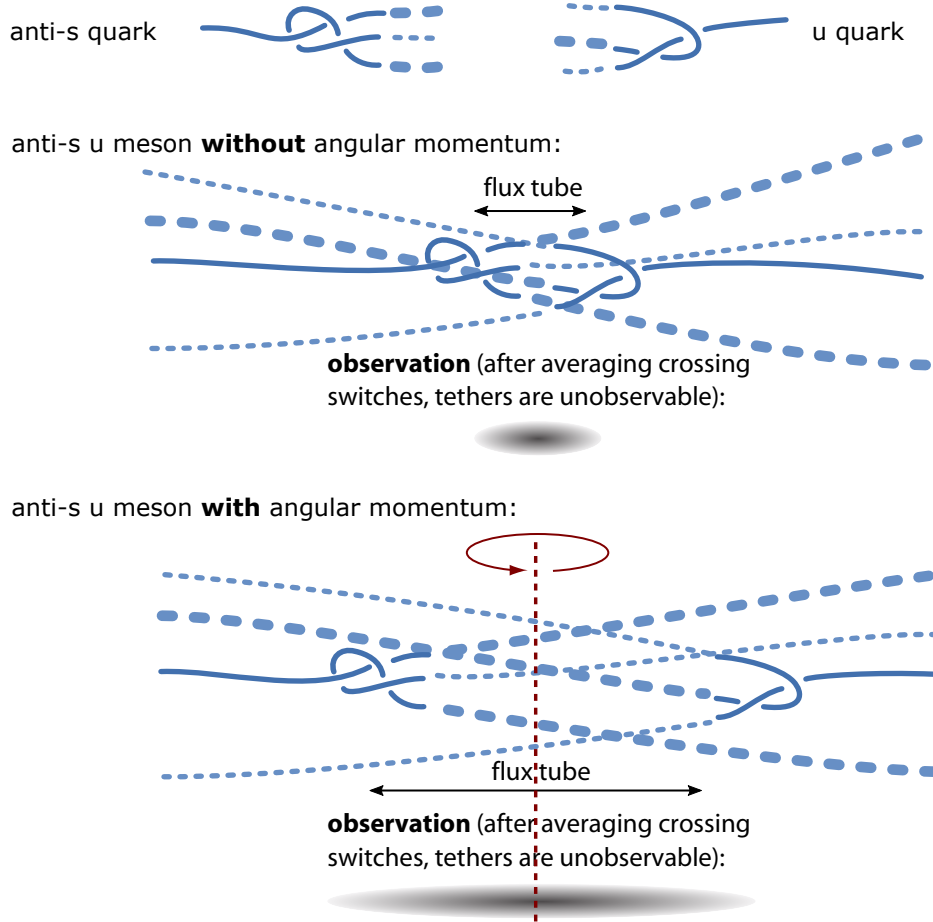 anti-s quark
u quark
anti-s u meson without angular momentum:
flux tube
observation (after averaging crossing
switches, tethers are unobservable):
anti-s u meson with angular momentum:
flux tube
observation (after averaging crossing
switches, tethers are unobservable):